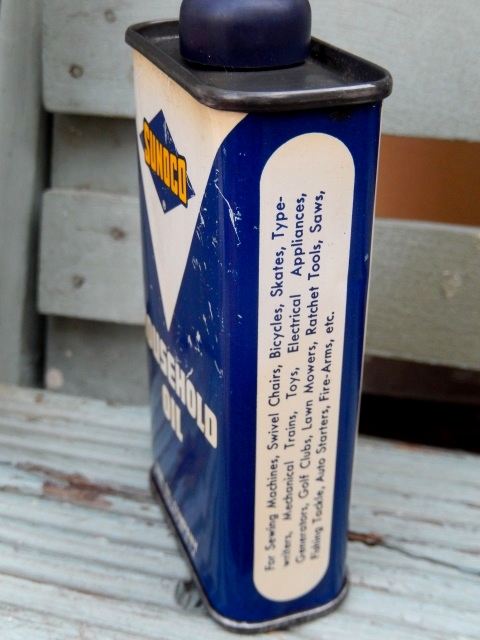 SUNOCO
HOUSEHOLD
OIL
For Sewing Machines, Swivel Chairs, Bicycles, Skates, Type-
writers, Mechanical Trains, Toys, Electrical Appliances,
Generators, Golf Clubs, Lawn Mowers, Ratchet Tools, Saws,
Fishing Tackle, Auto Starters, Fire-Arms, etc.